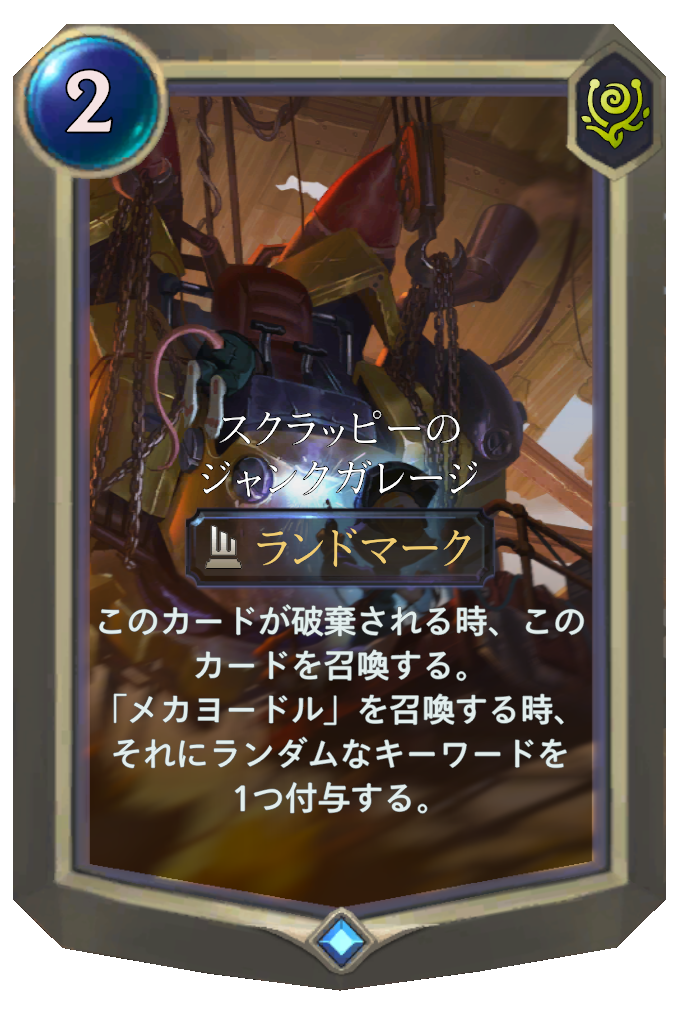 2
スクラッピーの
ジャンクガレージ
ランドマーク
このカードが破棄される時、この
カードを召喚する。
「メカヨードル」を召喚する時、
それにランダムなキーワードを
1つ付与する。